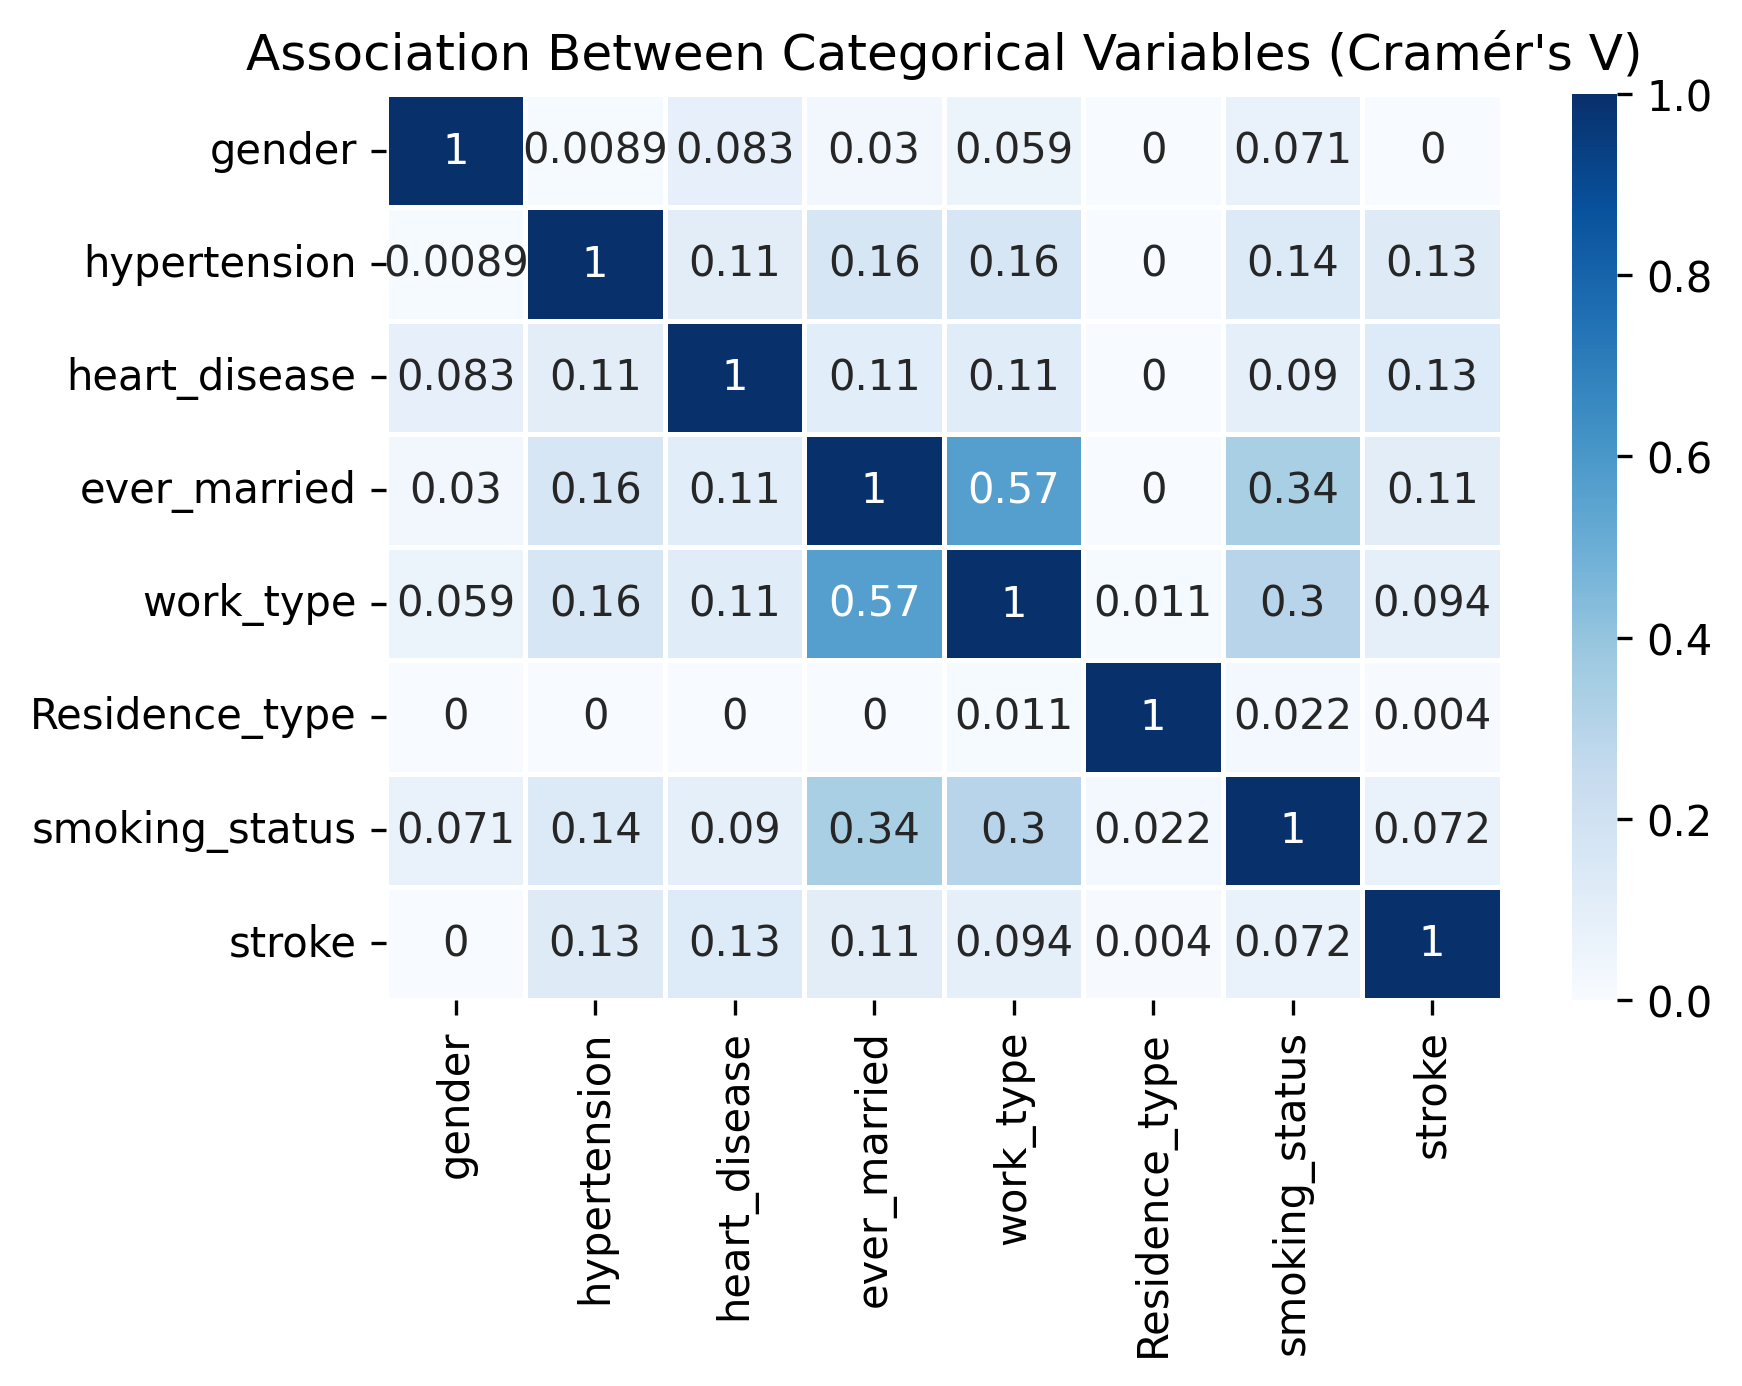 Association Between Categorical Variables (Cramér's V)
gender 1 0.0089 0.083 0.03 0.059 0 0.071 0
hypertension 0.0089 1 0.11 0.16 0.16 0 0.14 0.13
heart_disease 0.083 0.11 1 0.11 0.11 0 0.09 0.13
ever_married 0.03 0.16 0.11 1 0.57 0 0.34 0.11
work_type 0.059 0.16 0.11 0.57 1 0.011 0.3 0.094
Residence_type 0 0 0 0 0.011 1 0.022 0.004
smoking_status 0.071 0.14 0.09 0.34 0.3 0.022 1 0.072
stroke 0 0.13 0.13 0.11 0.094 0.004 0.072 1
gender
hypertension
heart_disease
ever_married
work_type
Residence_type
smoking_status
stroke
1.0
0.8
0.6
0.4
0.2
0.0